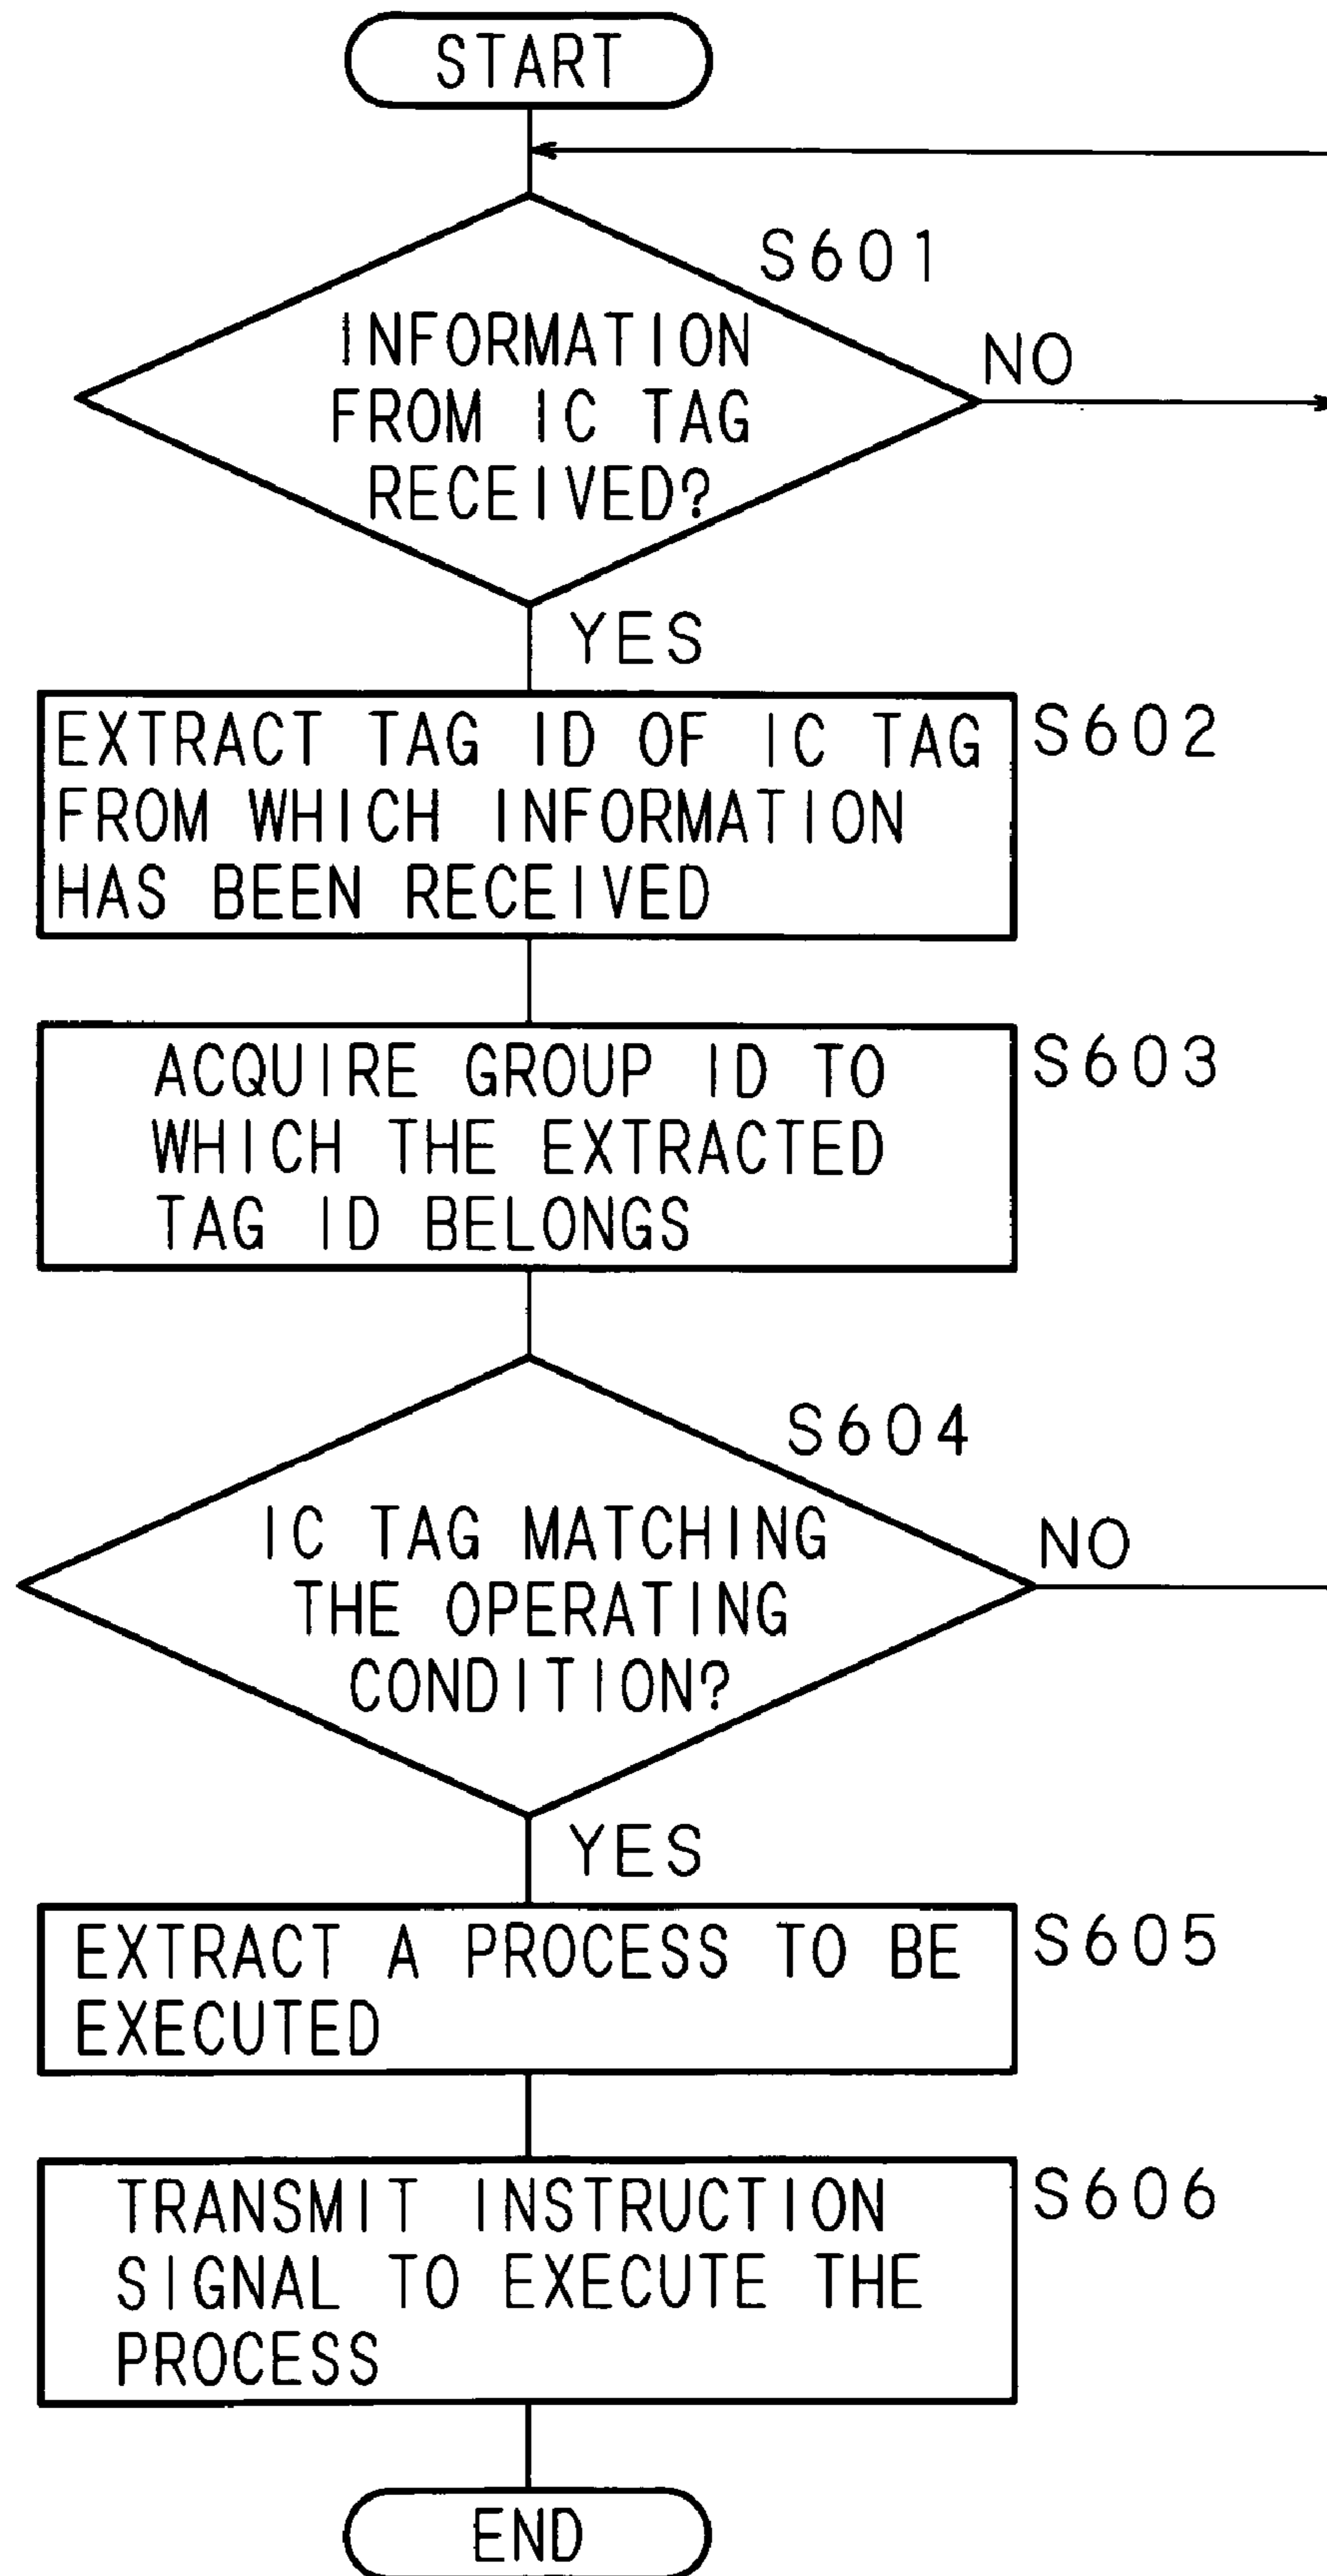 START
S601
INFORMATION
FROM IC TAG
RECEIVED?
NO
YES
EXTRACT TAG ID OF IC TAG
FROM WHICH INFORMATION
HAS BEEN RECEIVED
S602
ACQUIRE GROUP ID TO
WHICH THE EXTRACTED
TAG ID BELONGS
S603
S604
IC TAG MATCHING
THE OPERATING
CONDITION?
NO
YES
EXTRACT A PROCESS TO BE
EXECUTED
S605
TRANSMIT INSTRUCTION
SIGNAL TO EXECUTE THE
PROCESS
S606
END